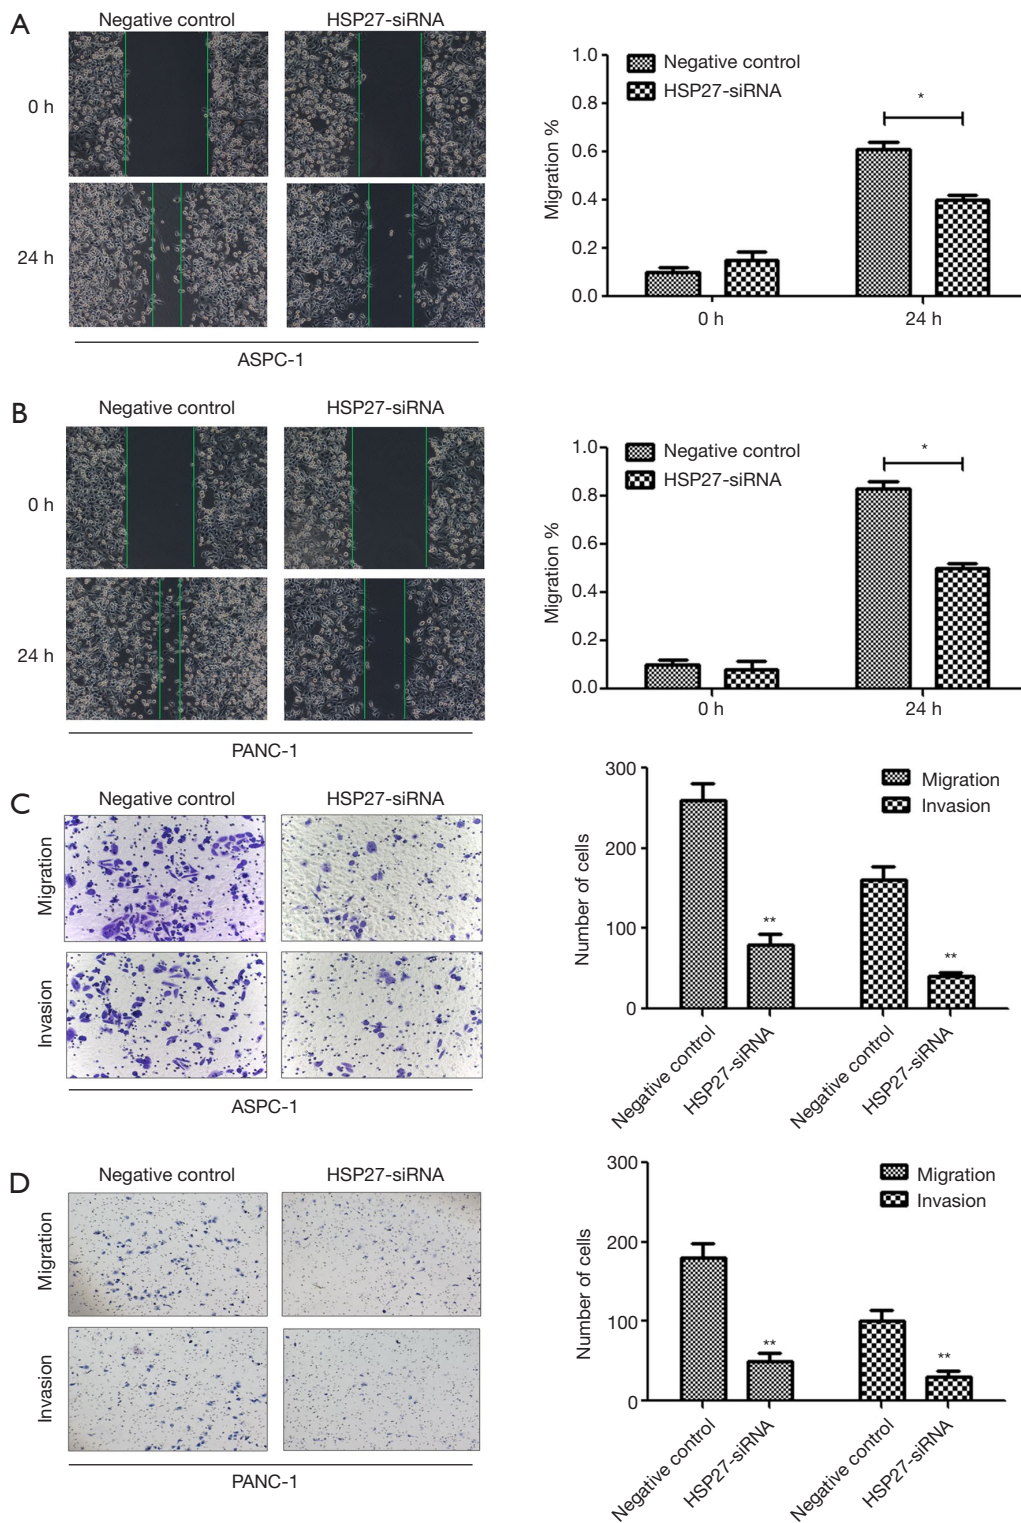 A
Negative control
HSP27-siRNA
0 h
24 h
ASPC-1
1.0
0.8
0.6
0.4
0.2
0.0
Migration %
Negative control
HSP27-siRNA
*
0 h
24 h
B
Negative control
HSP27-siRNA
0 h
24 h
PANC-1
1.0
0.8
0.6
0.4
0.2
0.0
Migration %
Negative control
HSP27-siRNA
*
0 h
24 h
C
Negative control
HSP27-siRNA
Migration
Invasion
ASPC-1
300
200
100
0
Number of cells
Migration
Invasion
**
**
Negative control
HSP27-siRNA
Negative control
HSP27-siRNA
D
Negative control
HSP27-siRNA
Migration
Invasion
PANC-1
300
200
100
0
Number of cells
Migration
Invasion
**
**
Negative control
HSP27-siRNA
Negative control
HSP27-siRNA